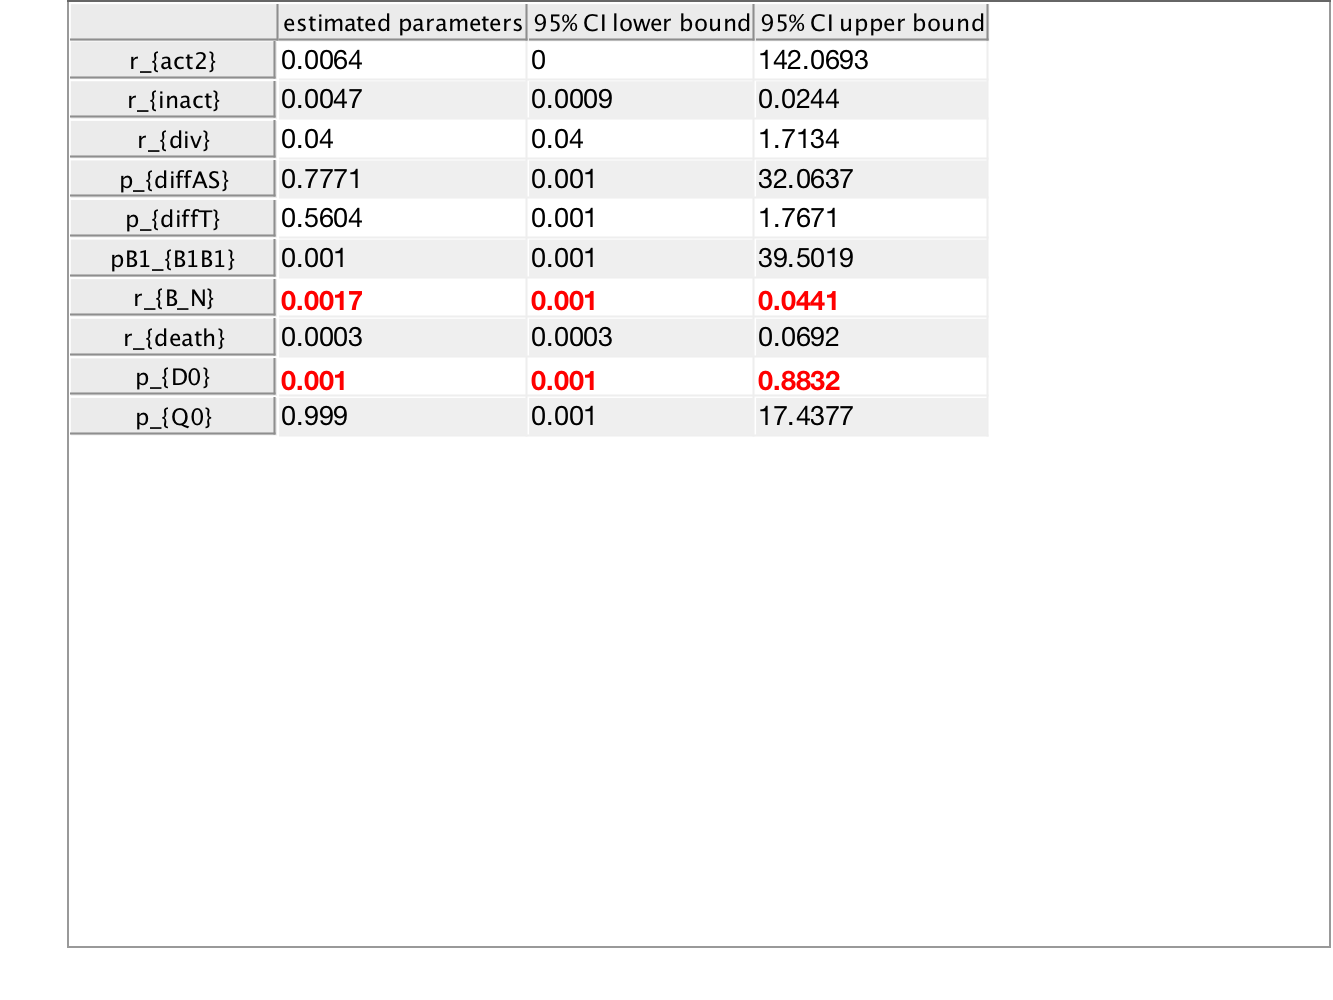 estimated parameters 95% CI lower bound 95% CI upper bound
r_{act2} 0.0064 0 142.0693
r_{inact} 0.0047 0.0009 0.0244
r_{div} 0.04 0.04 1.7134
p_{diffAS} 0.7771 0.001 32.0637
p_{diffT} 0.5604 0.001 1.7671
pB1_{B1B1} 0.001 0.001 39.5019
r_{B_N} 0.0017 0.001 0.0441
r_{death} 0.0003 0.0003 0.0692
p_{D0} 0.001 0.001 0.8832
p_{Q0} 0.999 0.001 17.4377